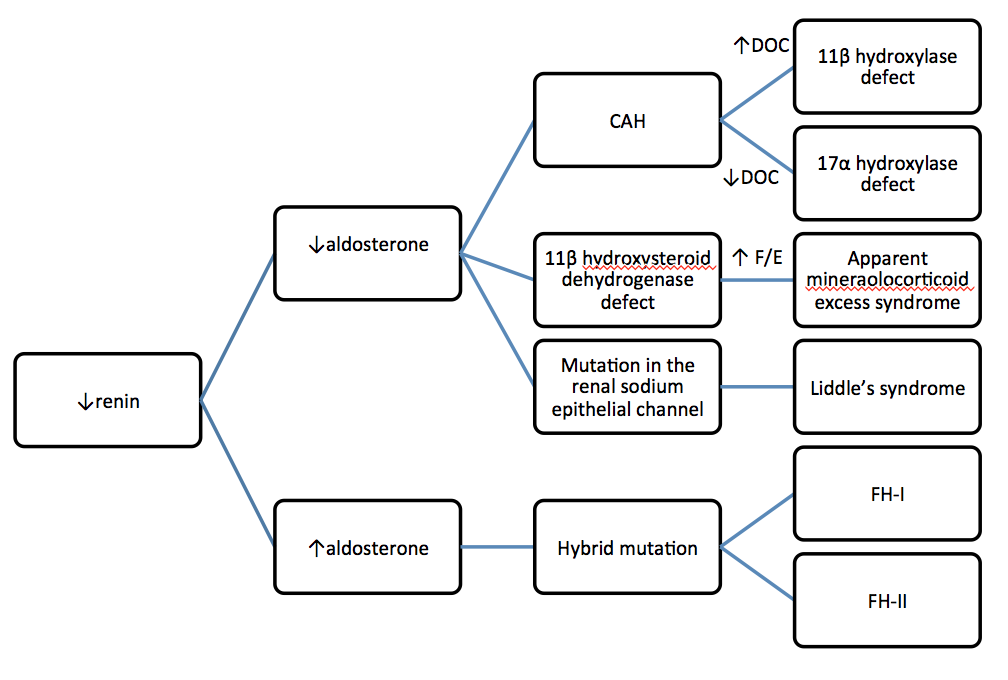 ↓renin
↓aldosterone
↑aldosterone
CAH
11β hydroxysteroid
dehydrogenase
defect
Mutation in the
renal sodium
epithelial channel
Hybrid mutation
↑DOC
↓DOC
↑ F/E
11β hydroxylase
defect
17α hydroxylase
defect
Apparent
mineraolocorticoid
excess syndrome
Liddle’s syndrome
FH-I
FH-II